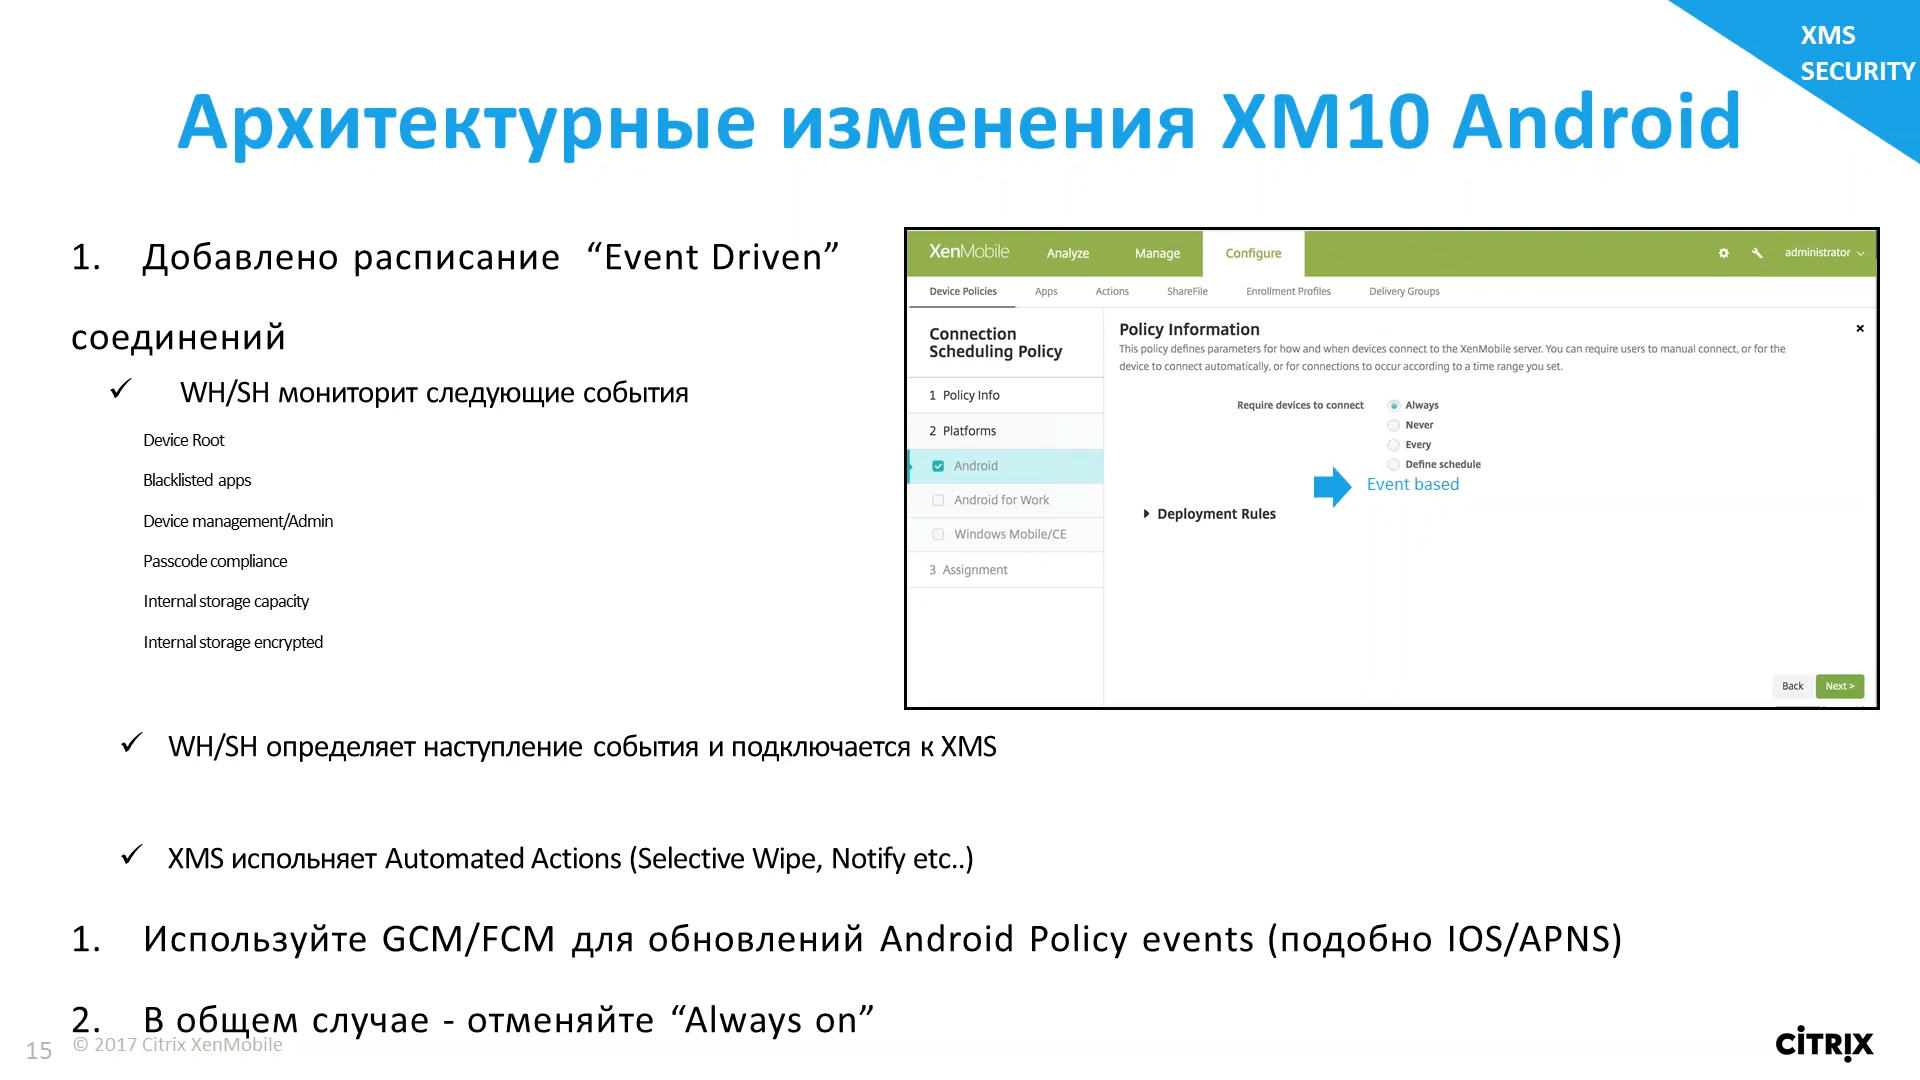 XMS
SECURITY
Архитектурные изменения XM10 Android
1. Добавлено расписание “Event Driven”
соединений
✓ WH/SH мониторит следующие события
Device Root
Blacklisted apps
Device management/Admin
Passcode compliance
Internal storage capacity
Internal storage encrypted
✓ WH/SH определяет наступление события и подключается к XMS
✓ XMS испольняет Automated Actions (Selective Wipe, Notify etc..)
1. Используйте GCM/FCM для обновлений Android Policy events (подобно IOS/APNS)
2. В общем случае - отменяйте “Always on”
XenMobile Analyze Manage Configure administrator
Device Policies Apps Actions ShareFile Enrollment Profiles Delivery Groups
Connection
Scheduling Policy
1 Policy Info
2 Platforms
Android
Android for Work
Windows Mobile/CE
3 Assignment
Policy Information
This policy defines parameters for how and when devices connect to the XenMobile server. You can require users to manual connect, or for the
device to connect automatically, or for connections to occur according to a time range you set.
Require devices to connect Always
Never
Every
Define schedule
Event based
Deployment Rules
Back Next >
15 © 2017 Citrix XenMobile
CITRIX